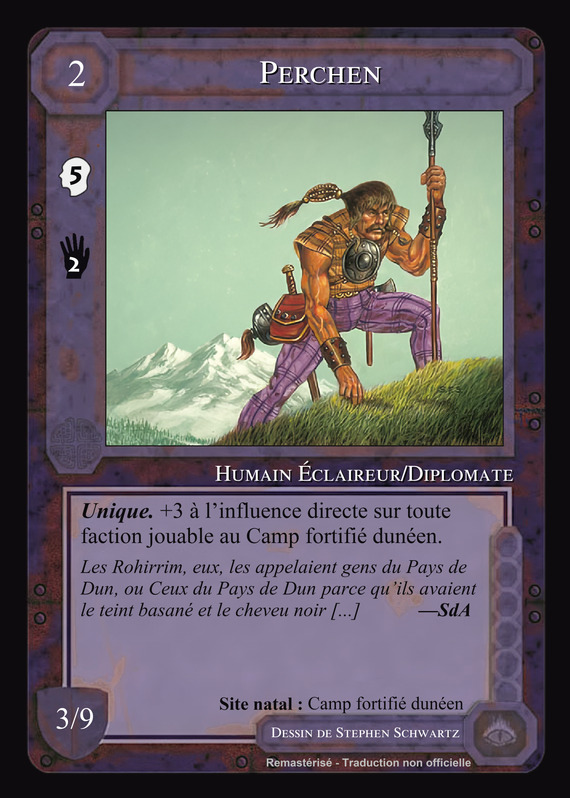 2
PERCHEN
5
2
S.F.S.
HUMAIN ÉCLAIREUR/DIPLOMATE
Unique. +3 à l'influence directe sur toute
faction jouable au Camp fortifié dunéen.
Les Rohirrim, eux, les appelaient gens du Pays de
Dun, ou Ceux du Pays de Dun parce qu'ils avaient
le teint basané et le cheveu noir [...] —SdA
Site natal : Camp fortifié dunéen
3/9
DESSIN DE STEPHEN SCHWARTZ
Remastérisé - Traduction non officielle